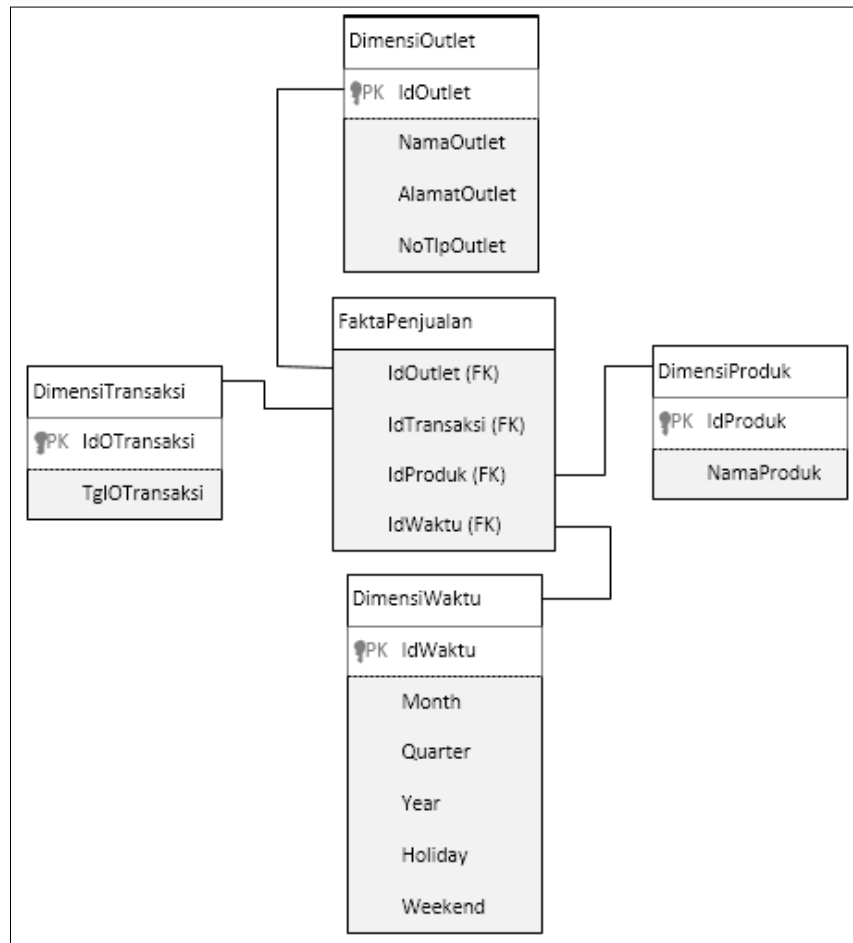 DimensiOutlet
PK IdOutlet
NamaOutlet
AlamatOutlet
NoTlpOutlet
FaktaPenjualan
IdOutlet (FK)
IdTransaksi (FK)
IdProduk (FK)
IdWaktu (FK)
DimensiTransaksi
PK IdOTransaksi
TglOTransaksi
DimensiProduk
PK IdProduk
NamaProduk
DimensiWaktu
PK IdWaktu
Month
Quarter
Year
Holiday
Weekend